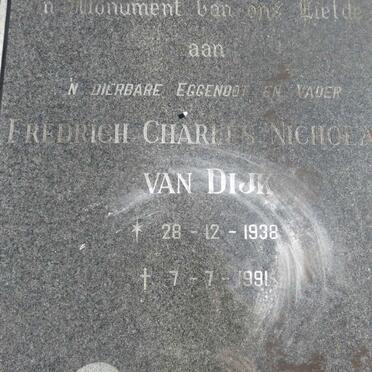 'n Monument van ons Liefde
aan
'N DIERBARE EGGENOOT EN VADER
FREDRICH CHARLES NICHOLA
VAN DIJK
* 28 - 12 - 1938
† 7 - 7 - 1991